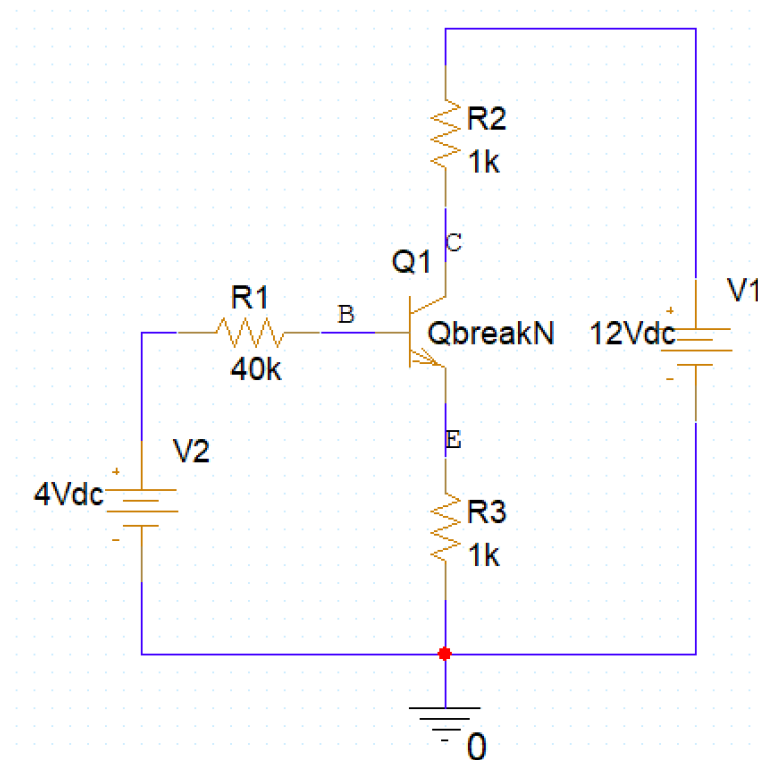 R2
1k
C
Q1
V1
R1
B
QbreakN
12Vdc
+
-
40k
E
V2
+
4Vdc
-
R3
1k
0